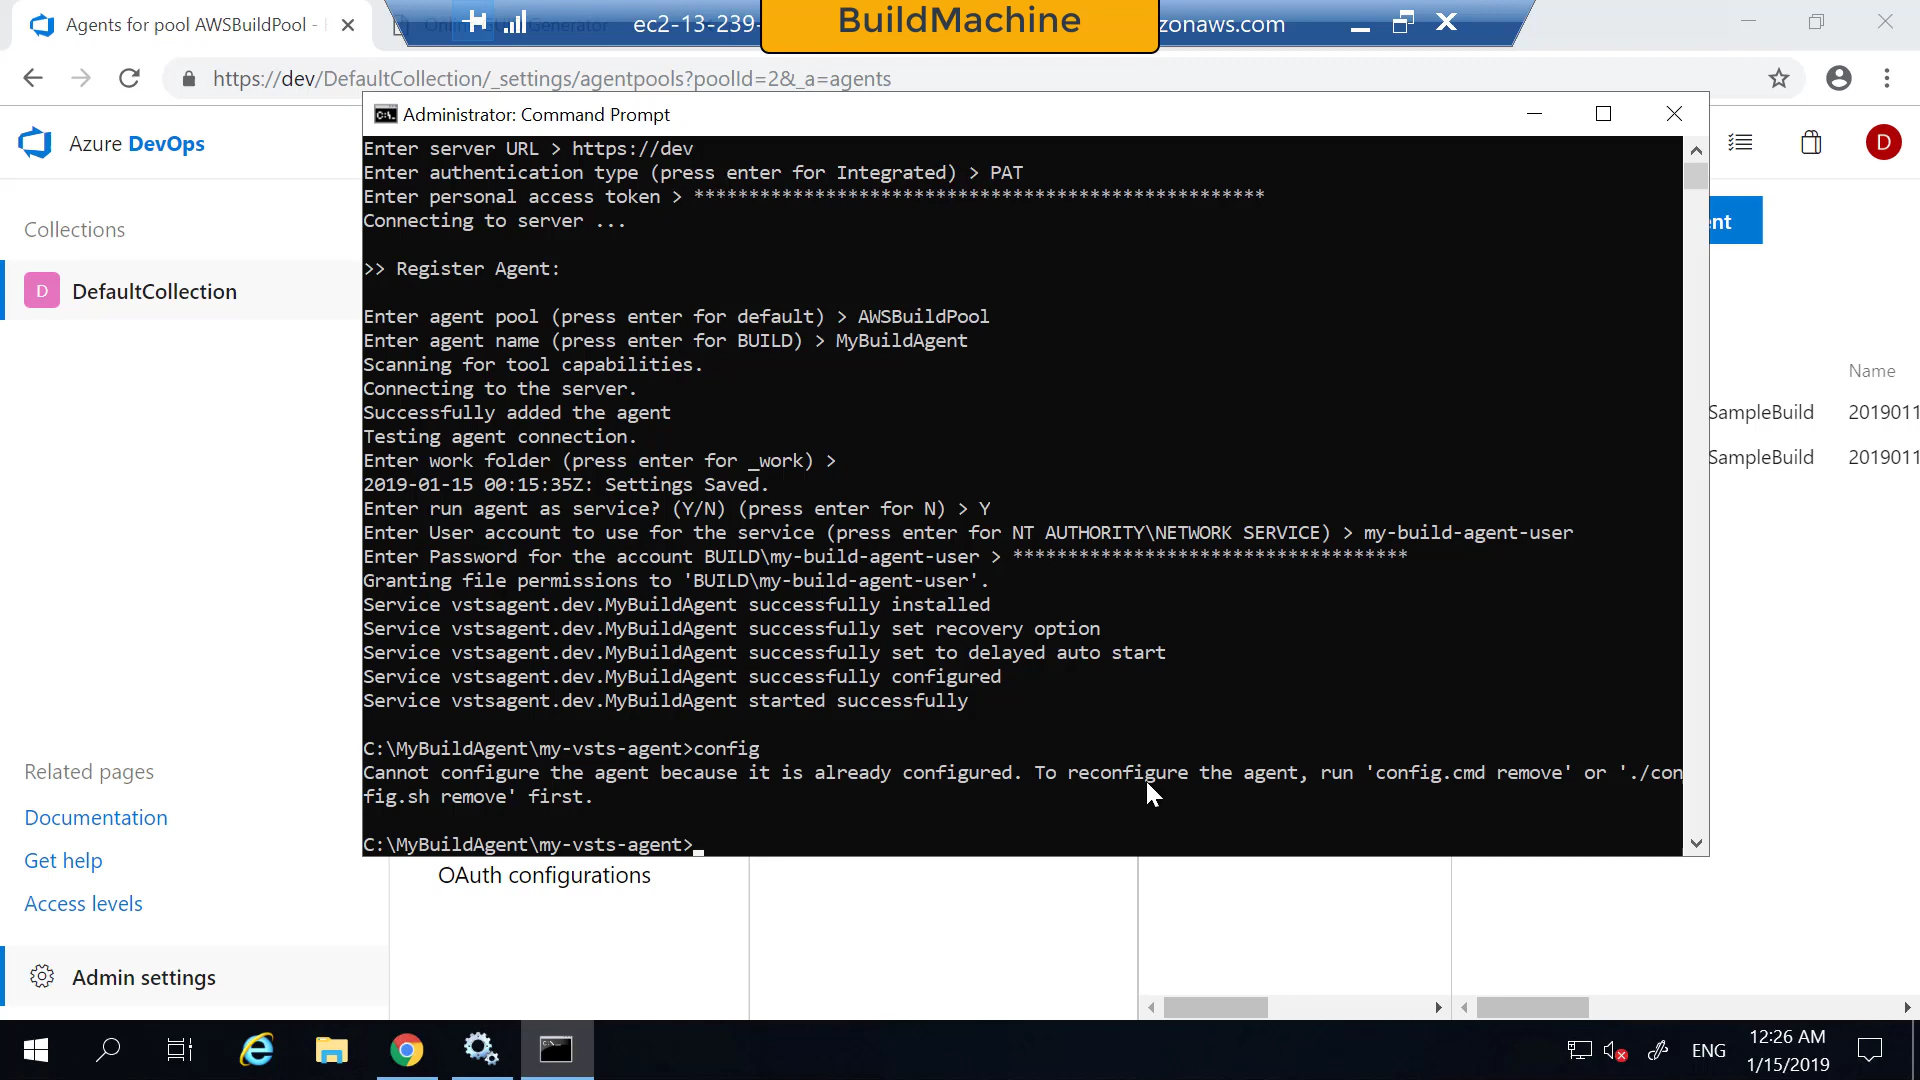 Agents for pool AWSBuildPool -
ec2-13-239-
BuildMachine
zonaws.com
https://dev/DefaultCollection/_settings/agentpools?poolId=2&_a=agents
Administrator: Command Prompt
Azure DevOps
D
Collections
D
DefaultCollection
Enter server URL > https://dev
Enter authentication type (press enter for Integrated) > PAT
Enter personal access token > ****************************************************
Connecting to server ...
>> Register Agent:
Enter agent pool (press enter for default) > AWSBuildPool
Enter agent name (press enter for BUILD) > MyBuildAgent
Scanning for tool capabilities.
Connecting to the server.
Successfully added the agent
Testing agent connection.
Enter work folder (press enter for _work) >
2019-01-15 00:15:35Z: Settings Saved.
Enter run agent as service? (Y/N) (press enter for N) > Y
Enter User account to use for the service (press enter for NT AUTHORITY\NETWORK SERVICE) > my-build-agent-user
Enter Password for the account BUILD\my-build-agent-user > ************************************
Granting file permissions to 'BUILD\my-build-agent-user'.
Service vstsagent.dev.MyBuildAgent successfully installed
Service vstsagent.dev.MyBuildAgent successfully set recovery option
Service vstsagent.dev.MyBuildAgent successfully set to delayed auto start
Service vstsagent.dev.MyBuildAgent successfully configured
Service vstsagent.dev.MyBuildAgent started successfully
C:\MyBuildAgent\my-vsts-agent>config
Cannot configure the agent because it is already configured. To reconfigure the agent, run 'config.cmd remove' or './con
fig.sh remove' first.
C:\MyBuildAgent\my-vsts-agent>
nt
Name
SampleBuild 2019011
SampleBuild 2019011
Related pages
Documentation
Get help
Access levels
Admin settings
OAuth configurations
ENG
12:26 AM
1/15/2019